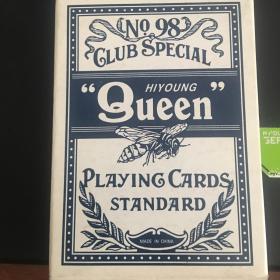 No 98
CLUB SPECIAL
HIYOUNG
"Queen"
PLAYING CARDS
STANDARD
MADE IN CHINA